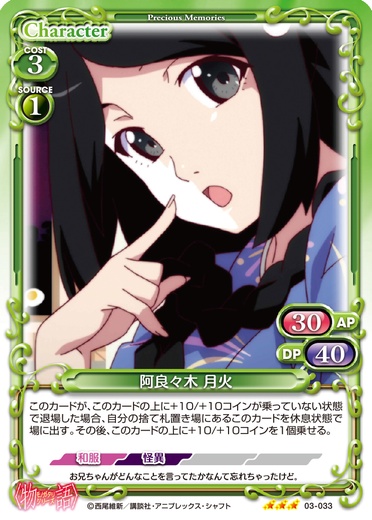 Precious Memories
Character
COST
3
SOURCE
1
30 AP
DP 40
阿良々木 月火
このカードが、このカードの上に+10/+10コインが乗っていない状態
で退場した場合、自分の捨て札置き場にあるこのカードを休息状態で
場に出す。その後、このカードの上に+10/+10コインを1個乗せる。
和服 怪異
お兄ちゃんがどんなことを言ってたかなんて忘れちゃったけど。
©西尾維新／講談社・アニプレックス・シャフト
03-033